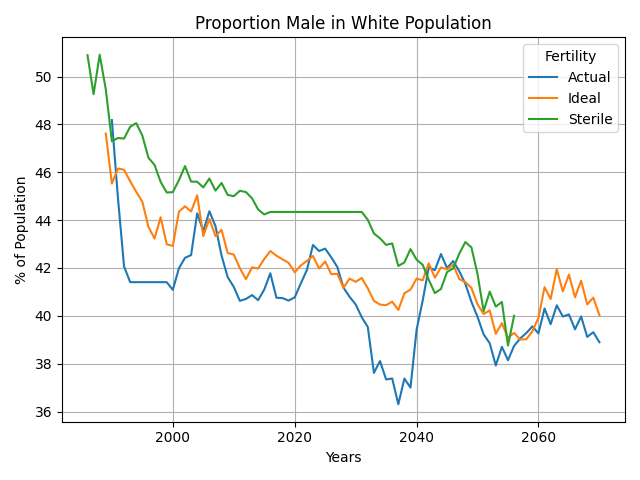 Proportion Male in White Population
Fertility
Actual
Ideal
Sterile
% of Population
50
48
46
44
42
40
38
36
2000
2020
2040
2060
Years